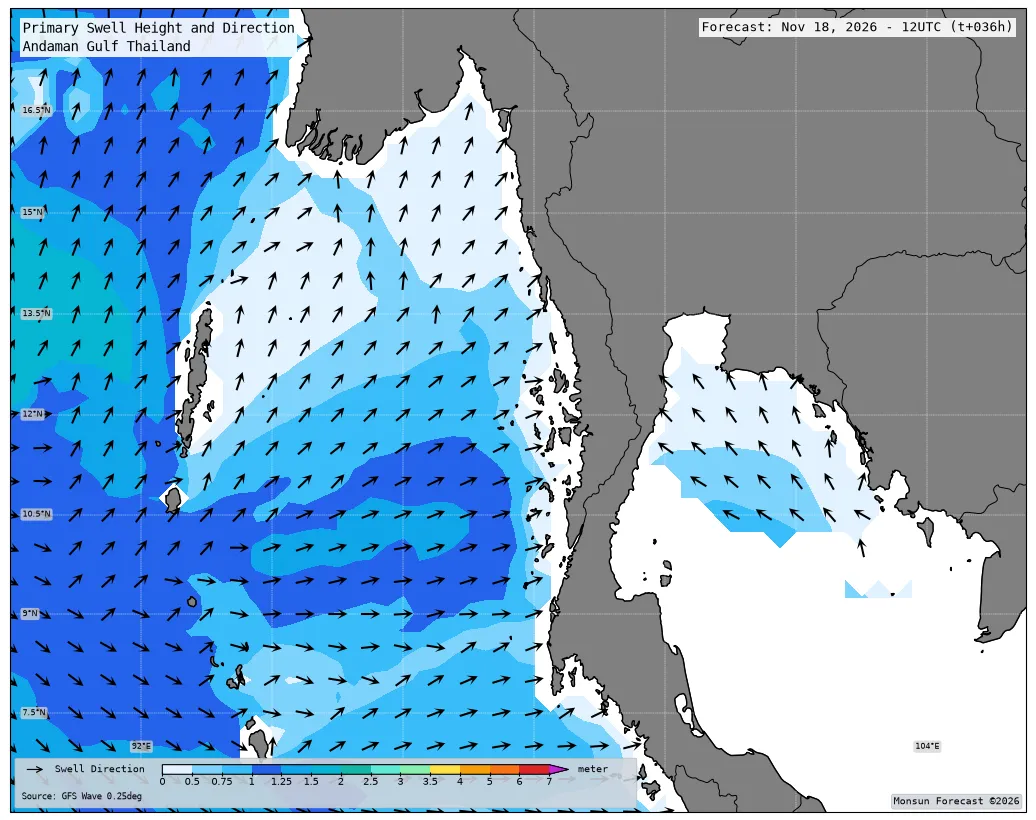 Primary Swell Height and Direction
Andaman Gulf Thailand
Forecast: Nov 18, 2026 - 12UTC (t+036h)
16.5°N
15°N
13.5°N
12°N
10.5°N
9°N
7.5°N
92°E
104°E
Swell Direction
0 0.5 0.75 1.25 1.5 2 2.5 3 3.5 4 5 6 7
meter
Source: GFS Wave 0.25deg
Monsun Forecast ©2026